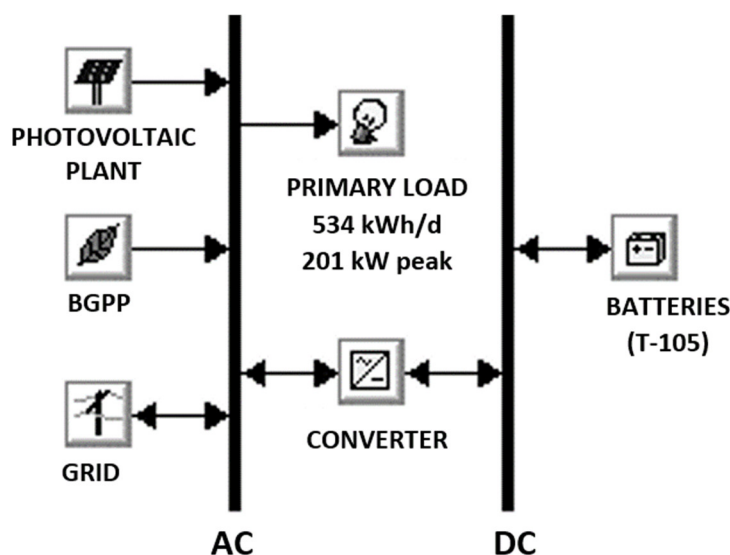 PHOTOVOLTAIC
PLANT
PRIMARY LOAD
534 kWh/d
201 kW peak
BGPP
BATTERIES
(T-105)
CONVERTER
GRID
AC
DC